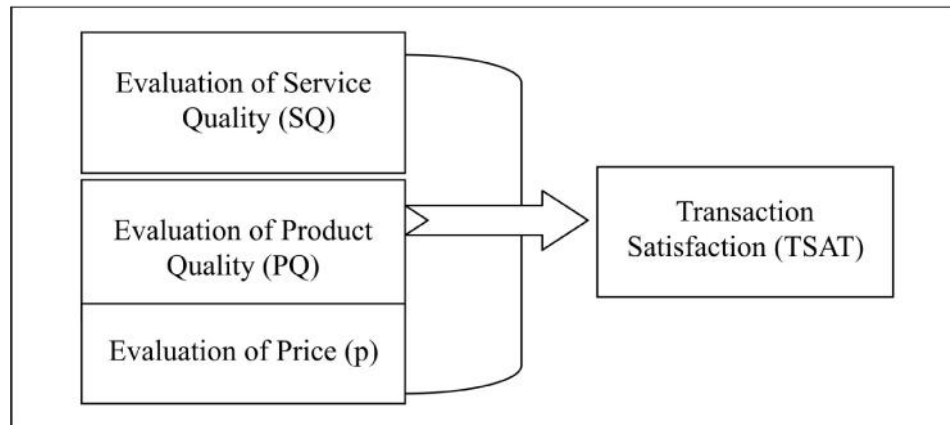 Evaluation of Service
Quality (SQ)
Evaluation of Product
Quality (PQ)
Evaluation of Price (p)
Transaction
Satisfaction (TSAT)